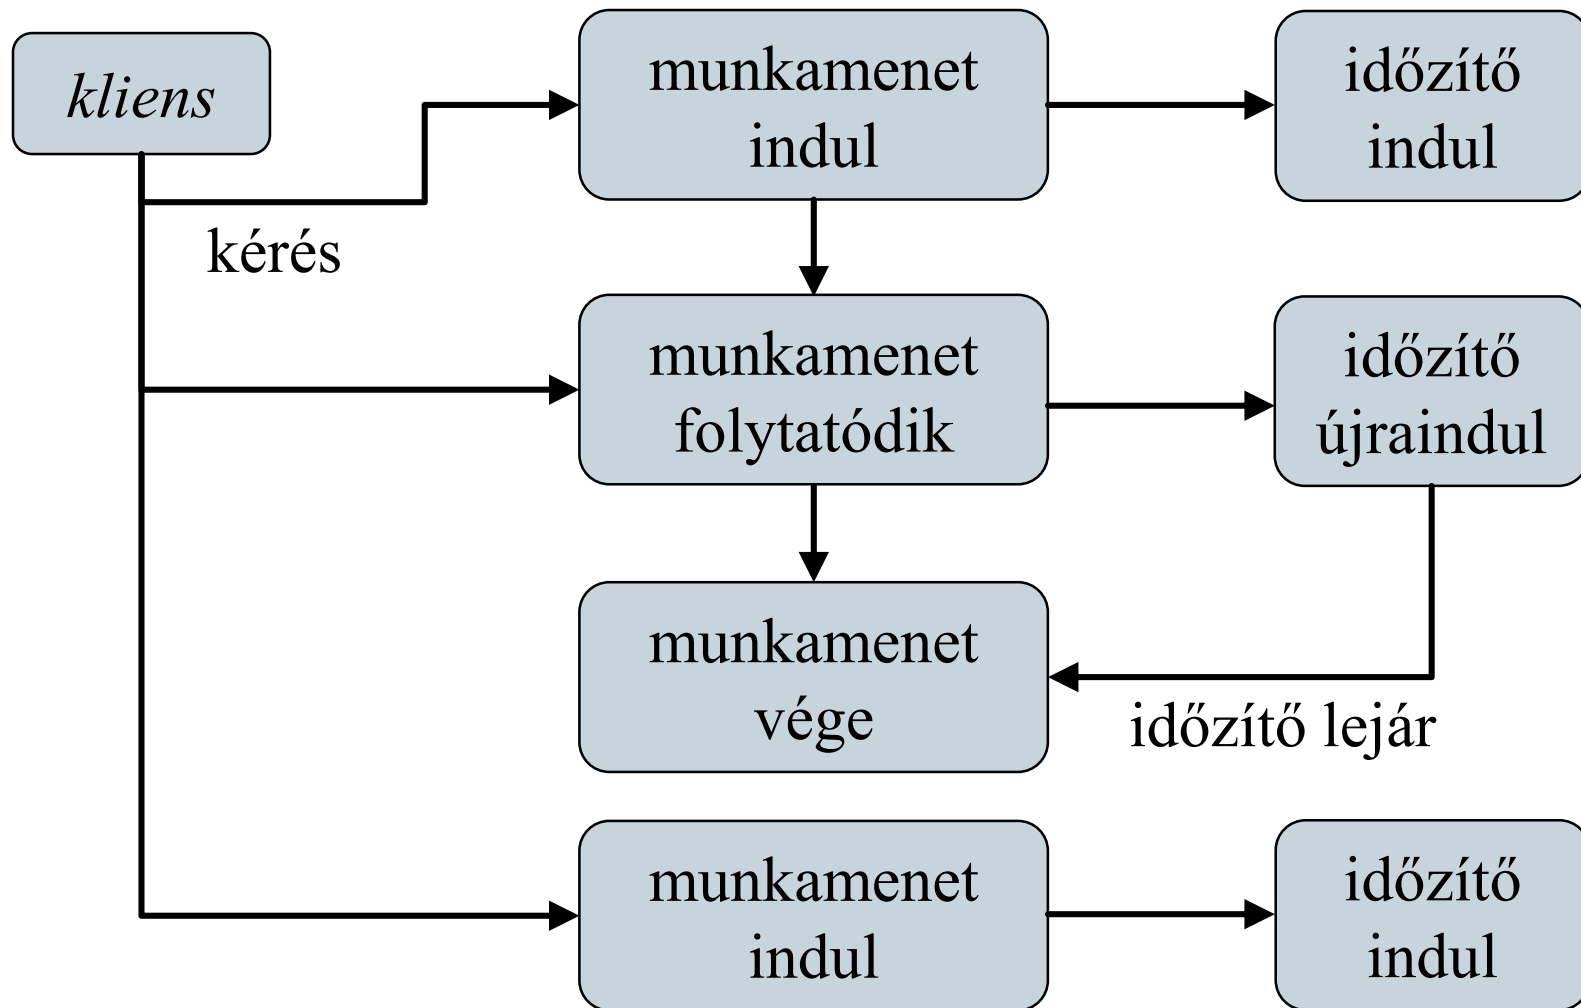 kliens
munkamenet
indul
időzítő
indul
kérés
munkamenet
folytatódik
időzítő
újraindul
munkamenet
vége
időzítő lejár
munkamenet
indul
időzítő
indul